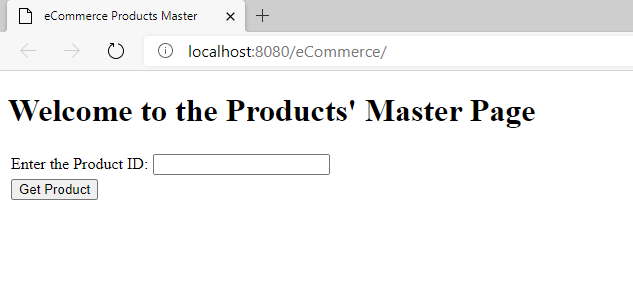 eCommerce Products Master
localhost:8080/eCommerce/
Welcome to the Products' Master Page
Enter the Product ID:
Get Product